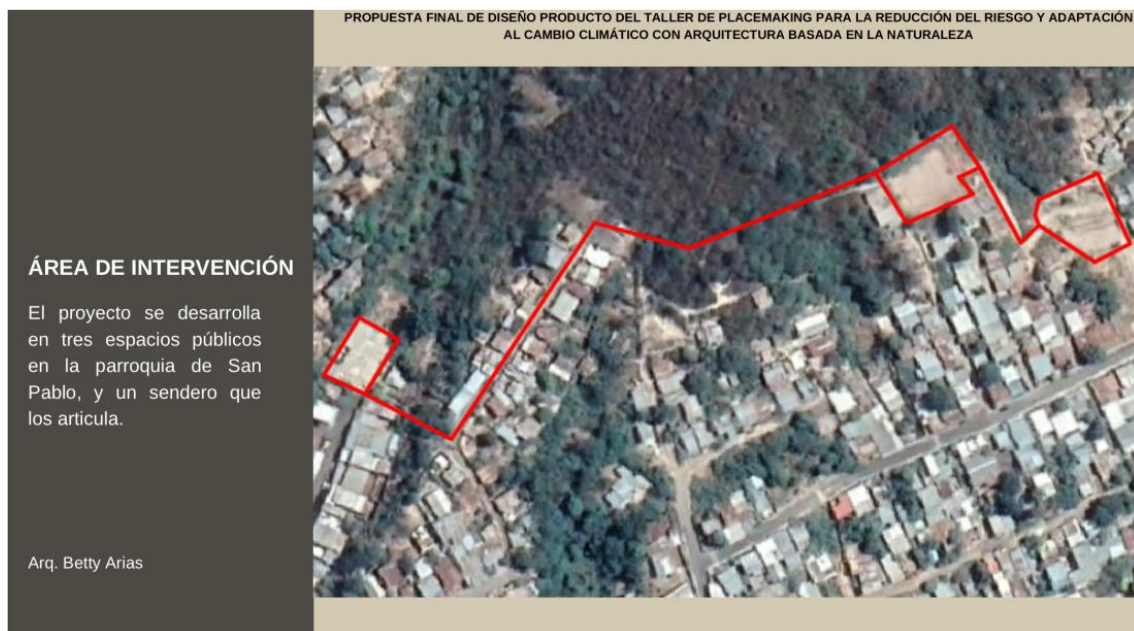 PROPUESTA FINAL DE DISEÑO PRODUCTO DEL TALLER DE PLACEMAKING PARA LA REDUCCIÓN DEL RIESGO Y ADAPTACIÓN
AL CAMBIO CLIMÁTICO CON ARQUITECTURA BASADA EN LA NATURALEZA
ÁREA DE INTERVENCIÓN
El proyecto se desarrolla
en tres espacios públicos
en la parroquia de San
Pablo, y un sendero que
los articula.
Arq. Betty Arias